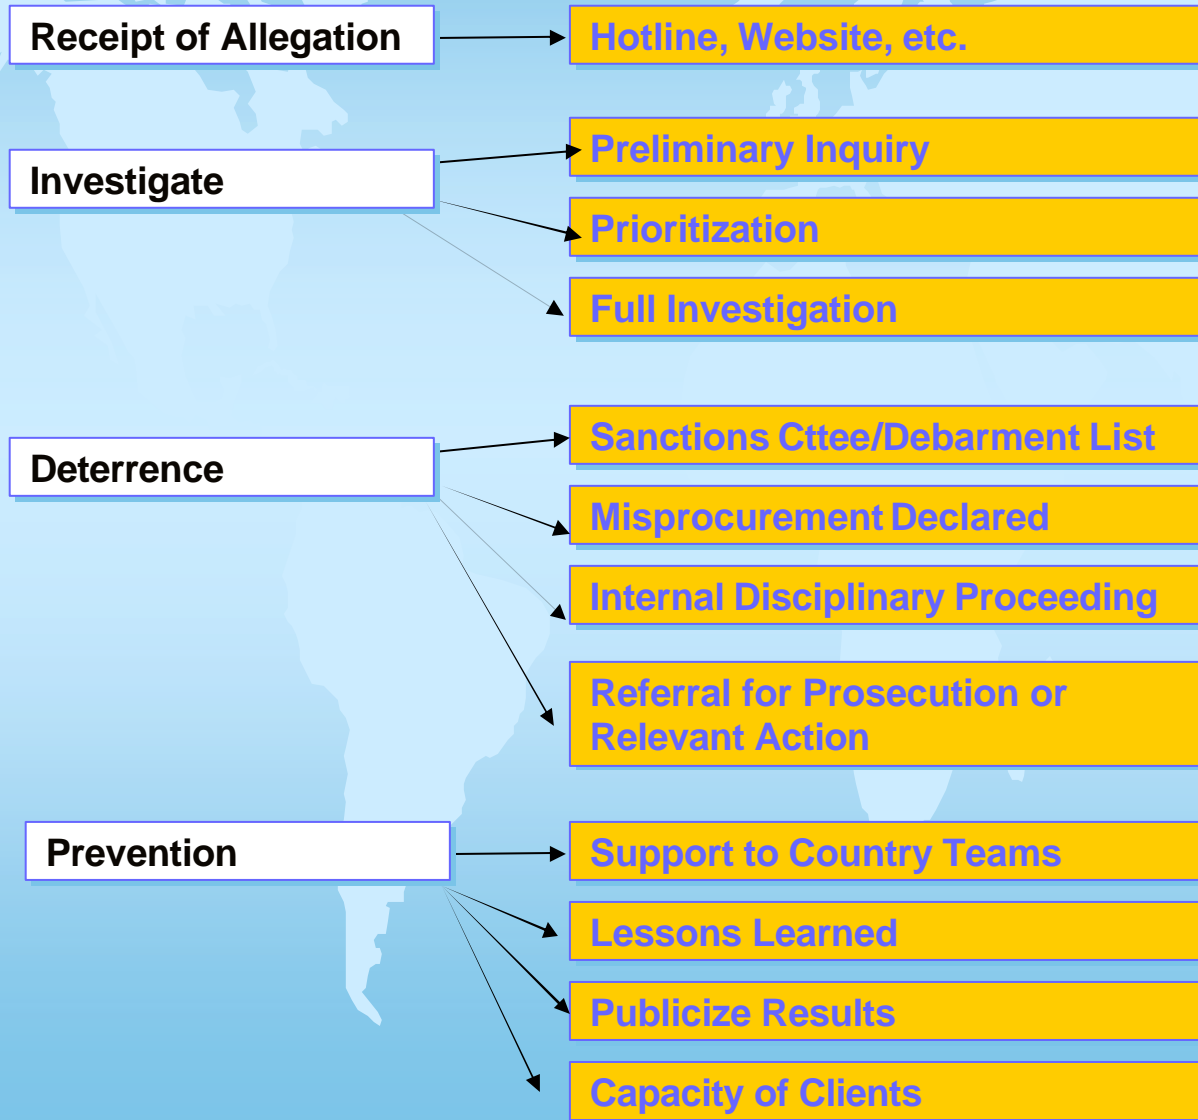 Receipt of Allegation
Hotline, Website, etc.
Investigate
Preliminary Inquiry
Prioritization
Full Investigation
Deterrence
Sanctions Cttee/Debarment List
Misprocurement Declared
Internal Disciplinary Proceeding
Referral for Prosecution or
Relevant Action
Prevention
Support to Country Teams
Lessons Learned
Publicize Results
Capacity of Clients